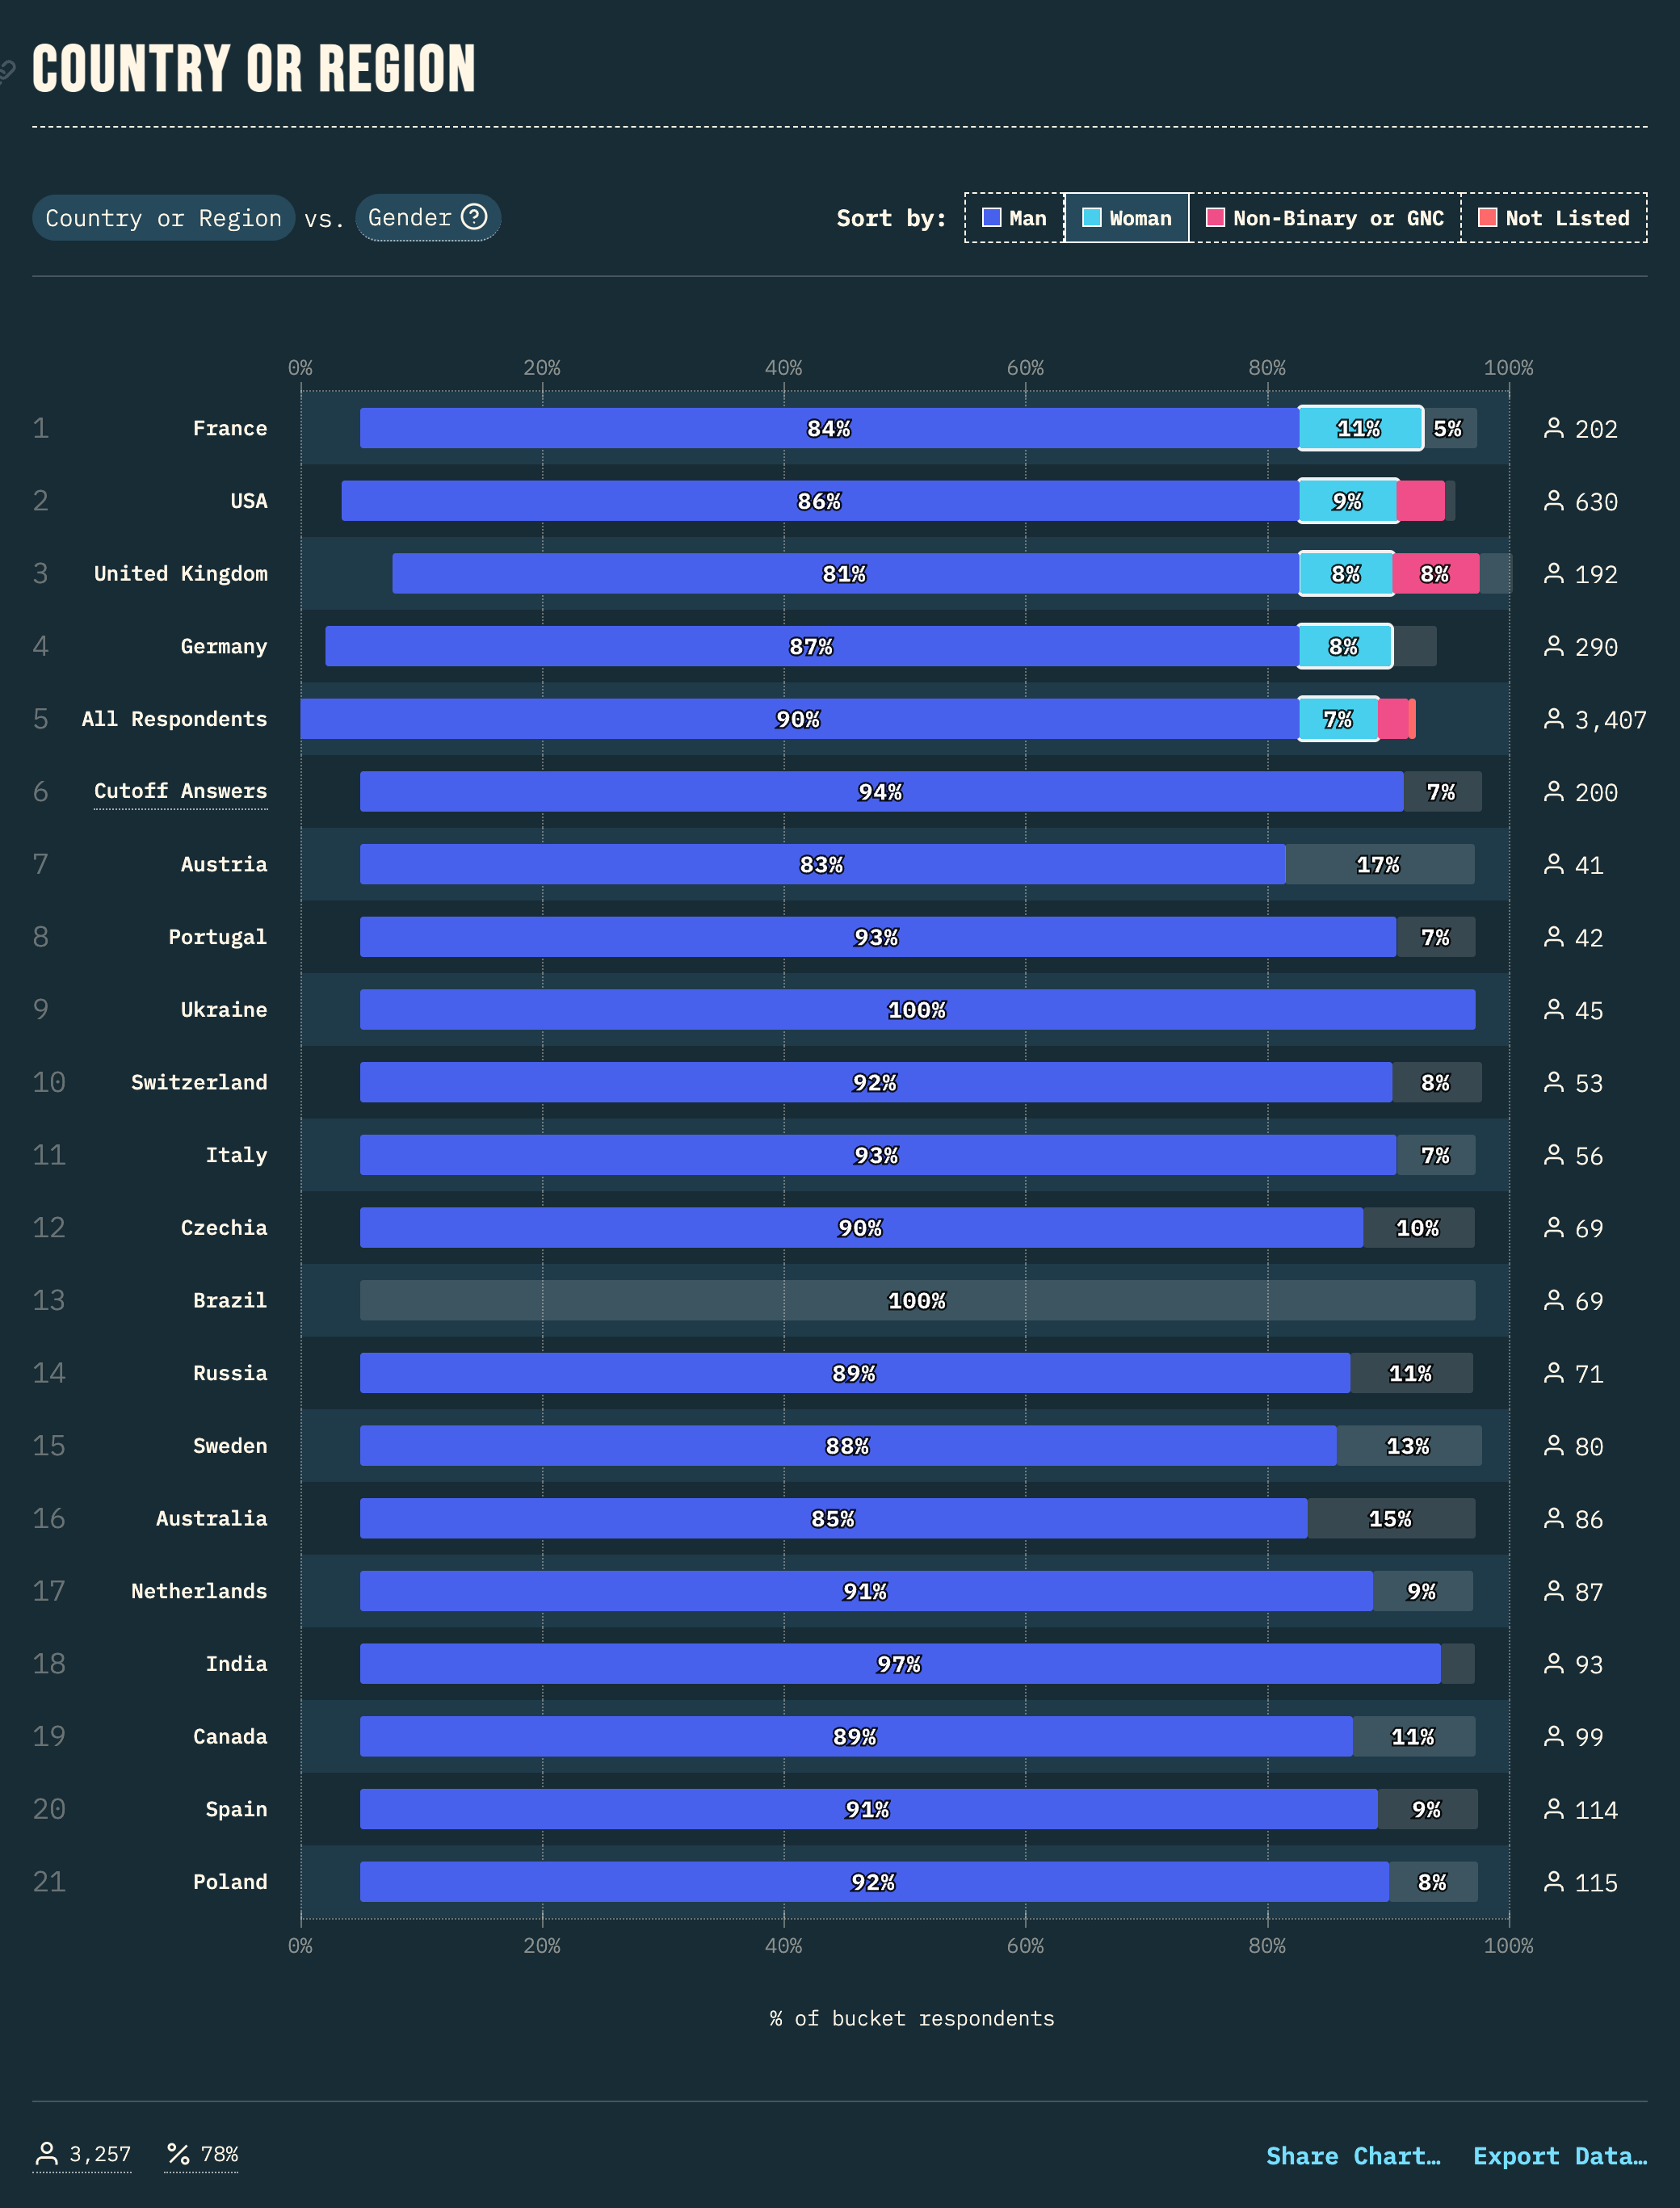 COUNTRY OR REGION
Country or Region vs. Gender ?
Sort by: Man Woman Non-Binary or GNC Not Listed
0% 20% 40% 60% 80% 100%
1 France 84% 11% 5% 202
2 USA 86% 9% 630
3 United Kingdom 81% 8% 8% 192
4 Germany 87% 8% 290
5 All Respondents 90% 7% 3,407
6 Cutoff Answers 94% 7% 200
7 Austria 83% 17% 41
8 Portugal 93% 7% 42
9 Ukraine 100% 45
10 Switzerland 92% 8% 53
11 Italy 93% 7% 56
12 Czechia 90% 10% 69
13 Brazil 100% 69
14 Russia 89% 11% 71
15 Sweden 88% 13% 80
16 Australia 85% 15% 86
17 Netherlands 91% 9% 87
18 India 97% 93
19 Canada 89% 11% 99
20 Spain 91% 9% 114
21 Poland 92% 8% 115
0% 20% 40% 60% 80% 100%
% of bucket respondents
3,257 % 78% Share Chart… Export Data…